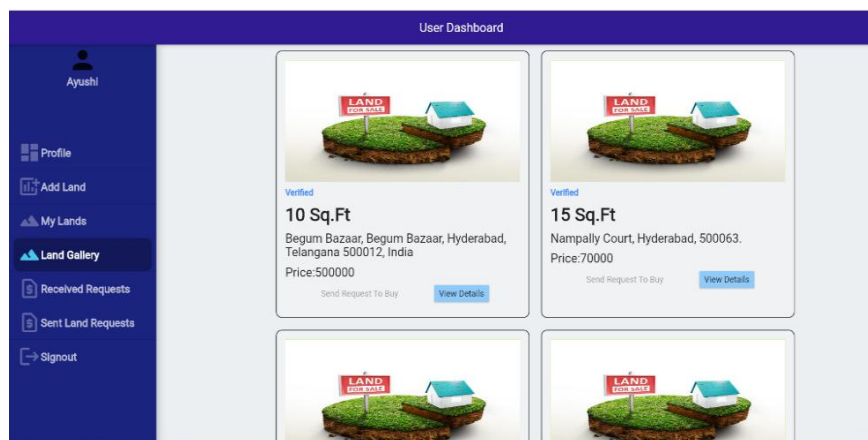 User Dashboard
Ayushi
Profile
Add Land
My Lands
Land Gallery
Received Requests
Sent Land Requests
Signout
LAND
FOR SALE
Verified
10 Sq.Ft
Begum Bazaar, Begum Bazaar, Hyderabad,
Telangana 500012, India
Price:500000
Send Request To Buy
View Details
LAND
FOR SALE
Verified
15 Sq.Ft
Nampally Court, Hyderabad, 500063.
Price:70000
Send Request To Buy
View Details
LAND
FOR SALE
LAND
FOR SALE